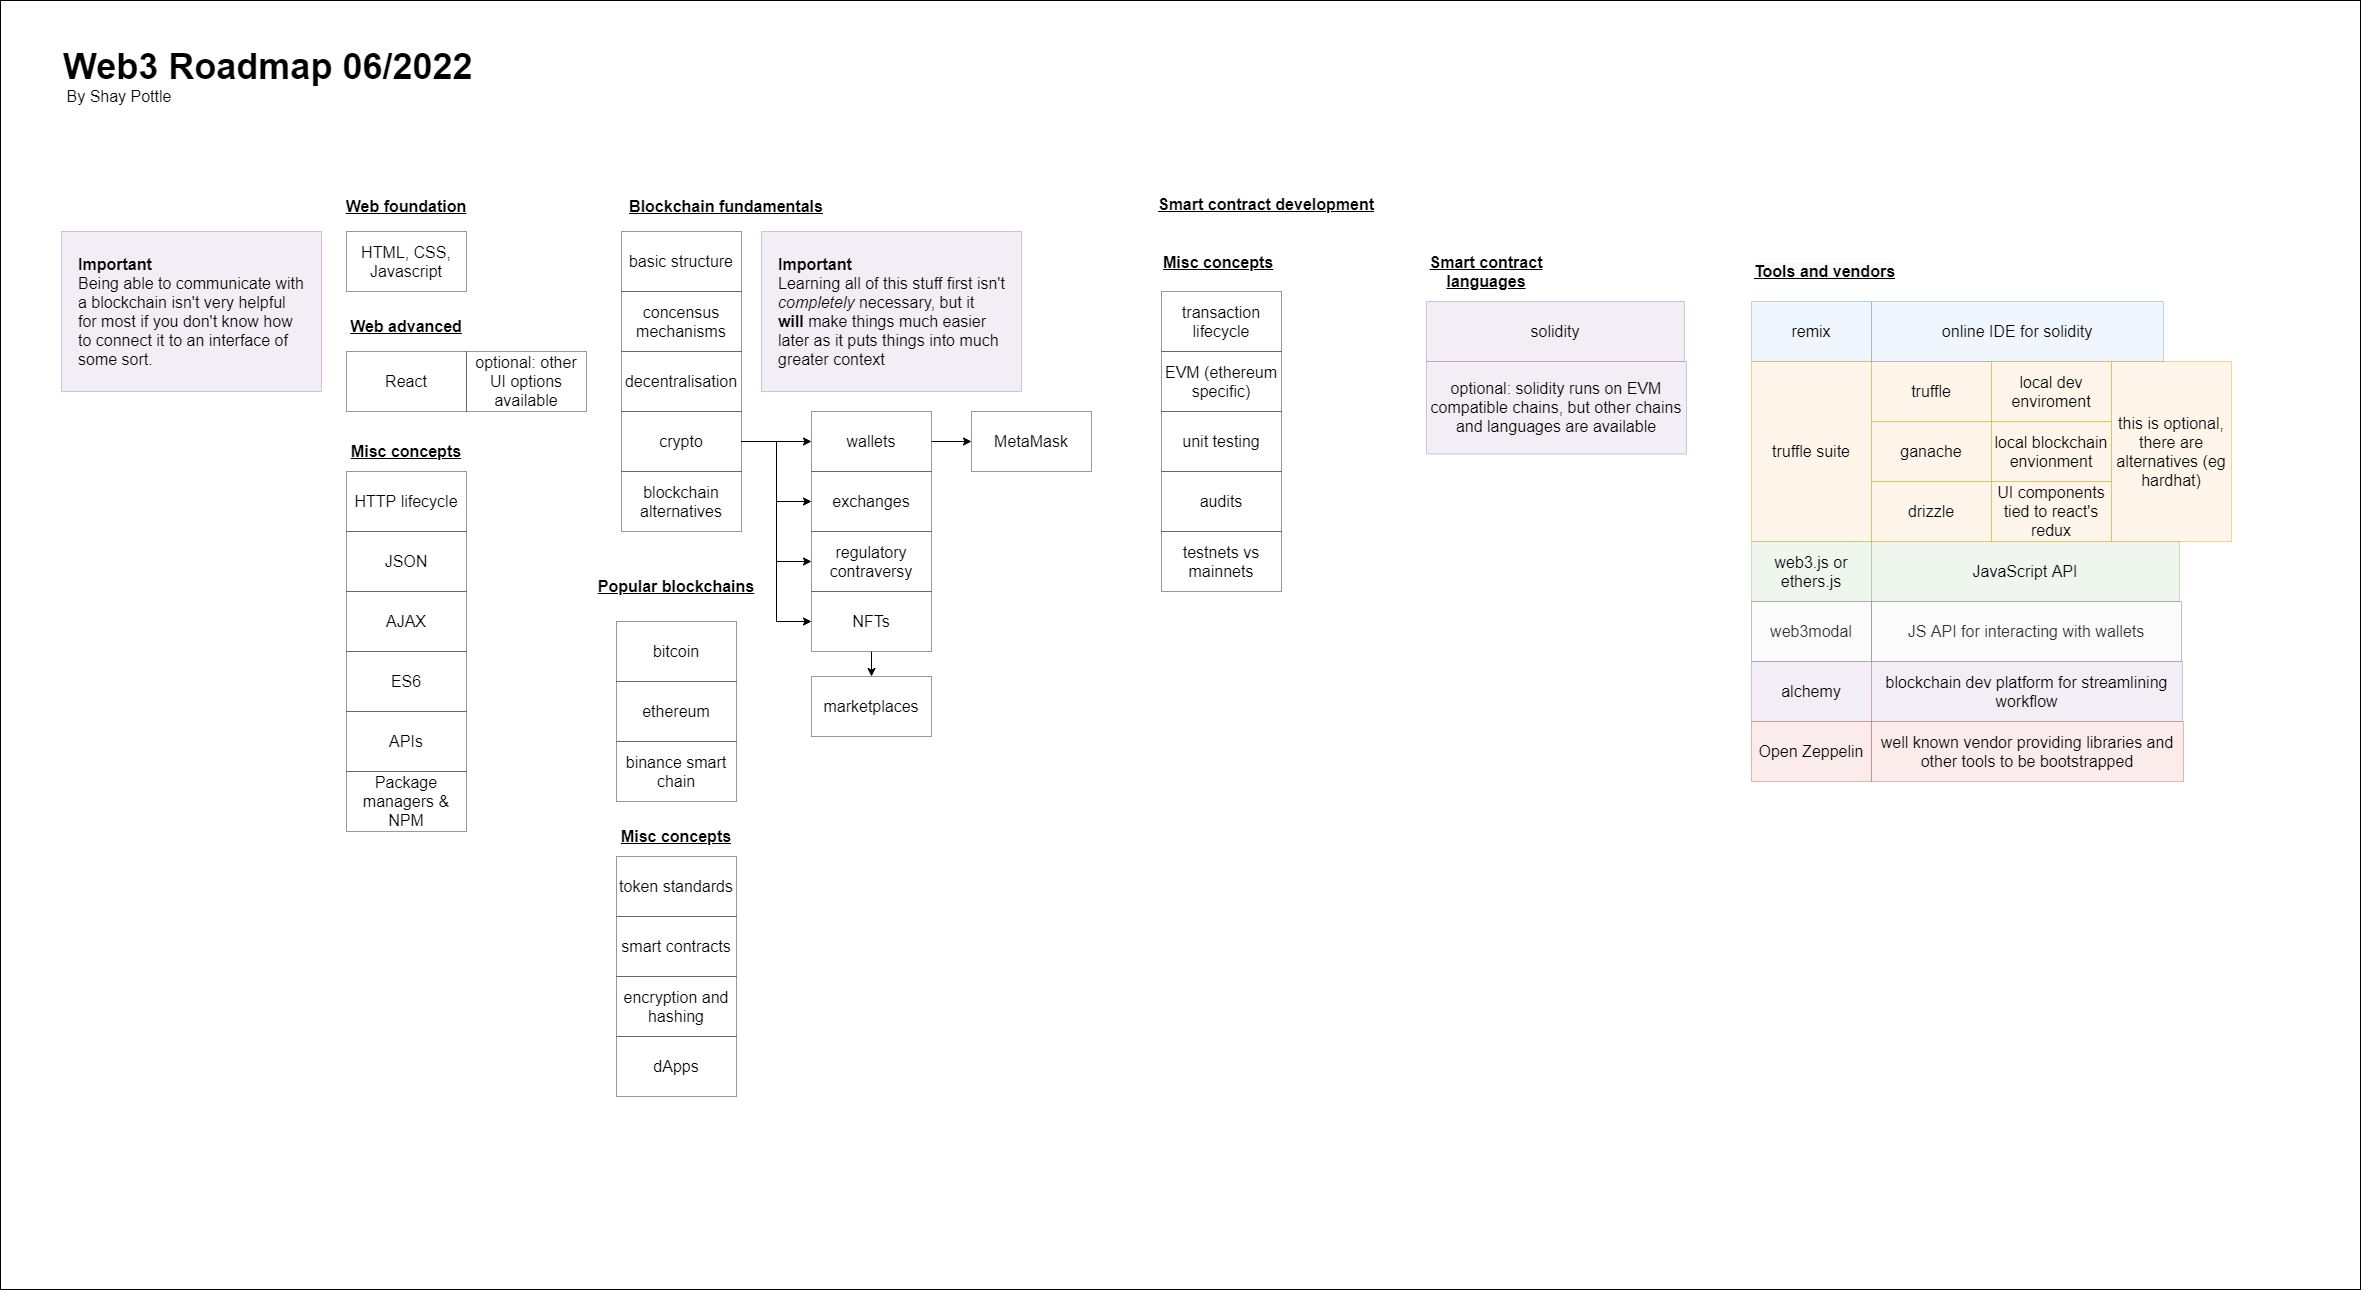 Web3 Roadmap 06/2022
By Shay Pottle
Important
Being able to communicate with
a blockchain isn't very helpful
for most if you don't know how
to connect it to an interface of
some sort.
Web foundation
HTML, CSS,
Javascript
Web advanced
React
optional: other
UI options
available
Misc concepts
HTTP lifecycle
JSON
AJAX
ES6
APIs
Package
managers &
NPM
Blockchain fundamentals
basic structure
concensus
mechanisms
decentralisation
crypto
blockchain
alternatives
Important
Learning all of this stuff first isn't
completely necessary, but it
will make things much easier
later as it puts things into much
greater context
wallets
MetaMask
exchanges
regulatory
contraversy
NFTs
marketplaces
Popular blockchains
bitcoin
ethereum
binance smart
chain
Misc concepts
token standards
smart contracts
encryption and
hashing
dApps
Smart contract development
Misc concepts
transaction
lifecycle
EVM (ethereum
specific)
unit testing
audits
testnets vs
mainnets
Smart contract
languages
solidity
optional: solidity runs on EVM
compatible chains, but other chains
and languages are available
Tools and vendors
remix
online IDE for solidity
truffle suite
truffle
local dev
enviroment
ganache
local blockchain
envionment
drizzle
UI components
tied to react's
redux
this is optional,
there are
alternatives (eg
hardhat)
web3.js or
ethers.js
JavaScript API
web3modal
JS API for interacting with wallets
alchemy
blockchain dev platform for streamlining
workflow
Open Zeppelin
well known vendor providing libraries and
other tools to be bootstrapped